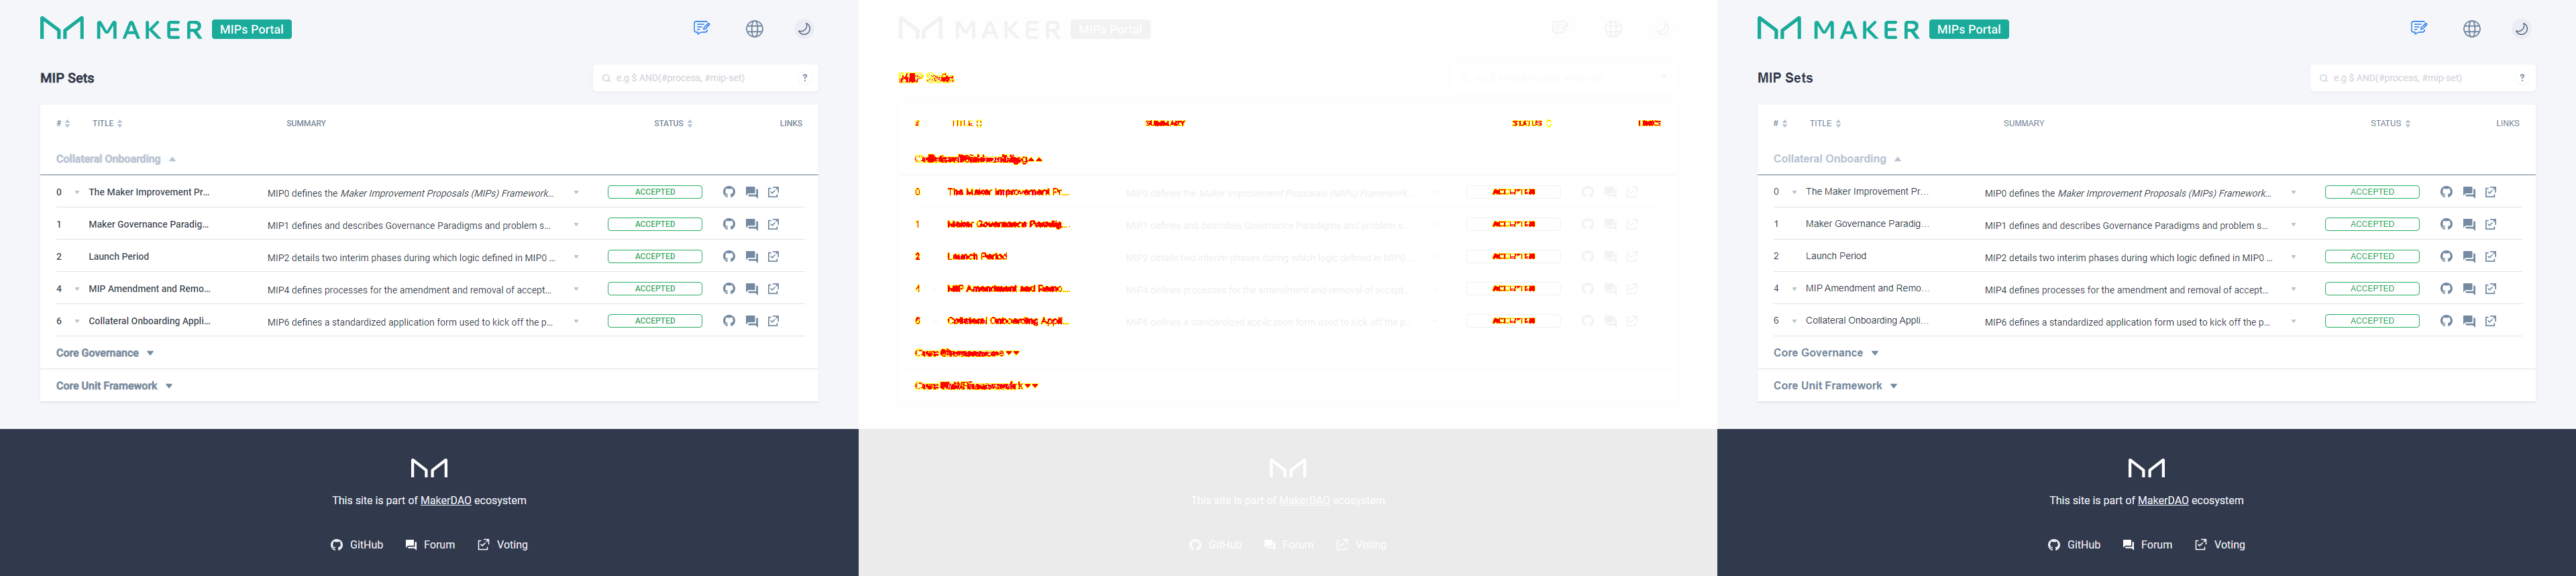 MAKER MIPs Portal
MIP Sets
e.g $ AND(#process, #mip-set) ?
# TITLE SUMMARY STATUS LINKS
Collateral Onboarding
0 The Maker Improvement Pr... MIP0 defines the Maker Improvement Proposals (MIPs) Framework... ACCEPTED
1 Maker Governance Paradig... MIP1 defines and describes Governance Paradigms and problem s... ACCEPTED
2 Launch Period MIP2 details two interim phases during which logic defined in MIP0 ... ACCEPTED
4 MIP Amendment and Remo... MIP4 defines processes for the amendment and removal of accept... ACCEPTED
6 Collateral Onboarding Appli... MIP6 defines a standardized application form used to kick off the p... ACCEPTED
Core Governance
Core Unit Framework
This site is part of MakerDAO ecosystem
GitHub Forum Voting
MAKER MIPs Portal
# TITLE SUMMARY STATUS LINKS
0 The Maker Improvement Pr... MIP0 defines the Maker Improvement Proposals (MIPs) Framework... ACCEPTED
1 Maker Governance Paradig... MIP1 defines and describes Governance Paradigms and problem s... ACCEPTED
2 Launch Period MIP2 details two interim phases during which logic defined in MIP0 ... ACCEPTED
4 MIP Amendment and Remo... MIP4 defines processes for the amendment and removal of accept... ACCEPTED
6 Collateral Onboarding Appli... MIP6 defines a standardized application form used to kick off the p... ACCEPTED
This site is part of MakerDAO ecosystem
GitHub Forum Voting
MAKER MIPs Portal
MIP Sets
e.g $ AND(#process, #mip-set) ?
# TITLE SUMMARY STATUS LINKS
Collateral Onboarding
0 The Maker Improvement Pr... MIP0 defines the Maker Improvement Proposals (MIPs) Framework... ACCEPTED
1 Maker Governance Paradig... MIP1 defines and describes Governance Paradigms and problem s... ACCEPTED
2 Launch Period MIP2 details two interim phases during which logic defined in MIP0 ... ACCEPTED
4 MIP Amendment and Remo... MIP4 defines processes for the amendment and removal of accept... ACCEPTED
6 Collateral Onboarding Appli... MIP6 defines a standardized application form used to kick off the p... ACCEPTED
Core Governance
Core Unit Framework
This site is part of MakerDAO ecosystem
GitHub Forum Voting